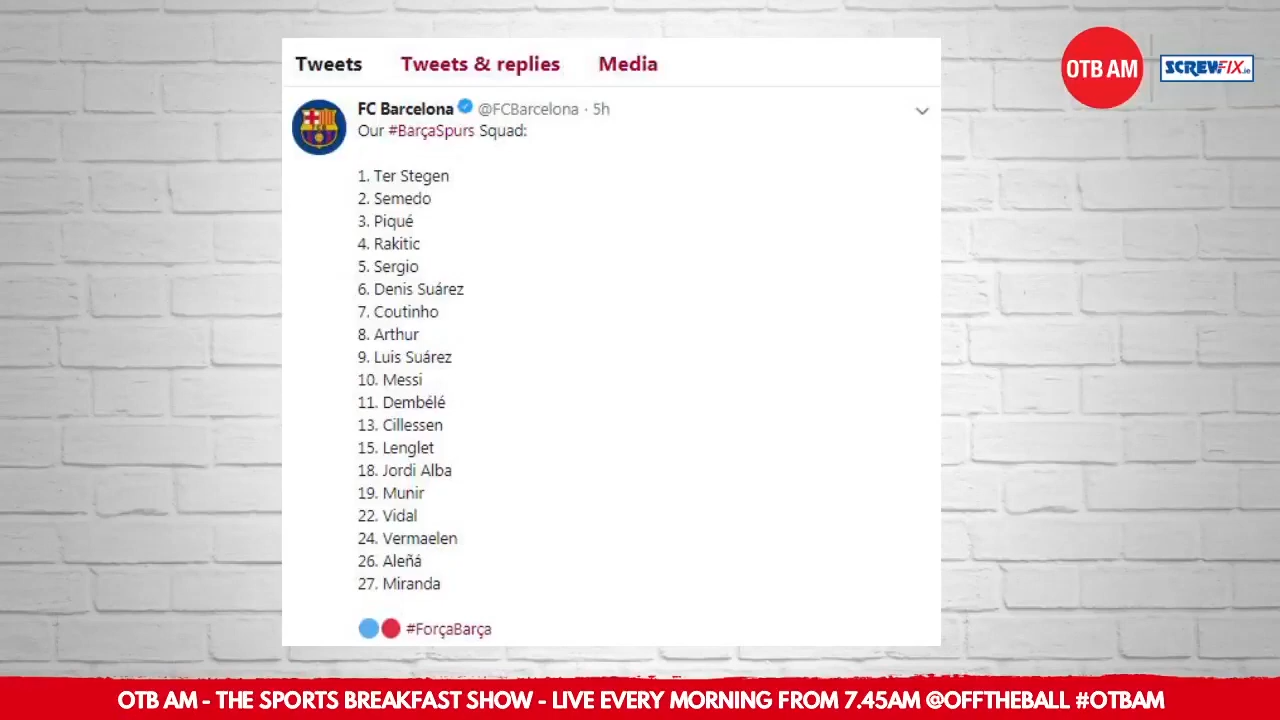 Tweets Tweets & replies Media
OTB AM
SCREWFIX.ie
FC Barcelona @FCBarcelona · 5h
Our #BarçaSpurs Squad:
1. Ter Stegen
2. Semedo
3. Piqué
4. Rakitic
5. Sergio
6. Denis Suárez
7. Coutinho
8. Arthur
9. Luis Suárez
10. Messi
11. Dembélé
13. Cillessen
15. Lenglet
18. Jordi Alba
19. Munir
22. Vidal
24. Vermaelen
26. Aleñá
27. Miranda
#ForçaBarça
OTB AM - THE SPORTS BREAKFAST SHOW - LIVE EVERY MORNING FROM 7.45AM @OFFTHEBALL #OTBAM